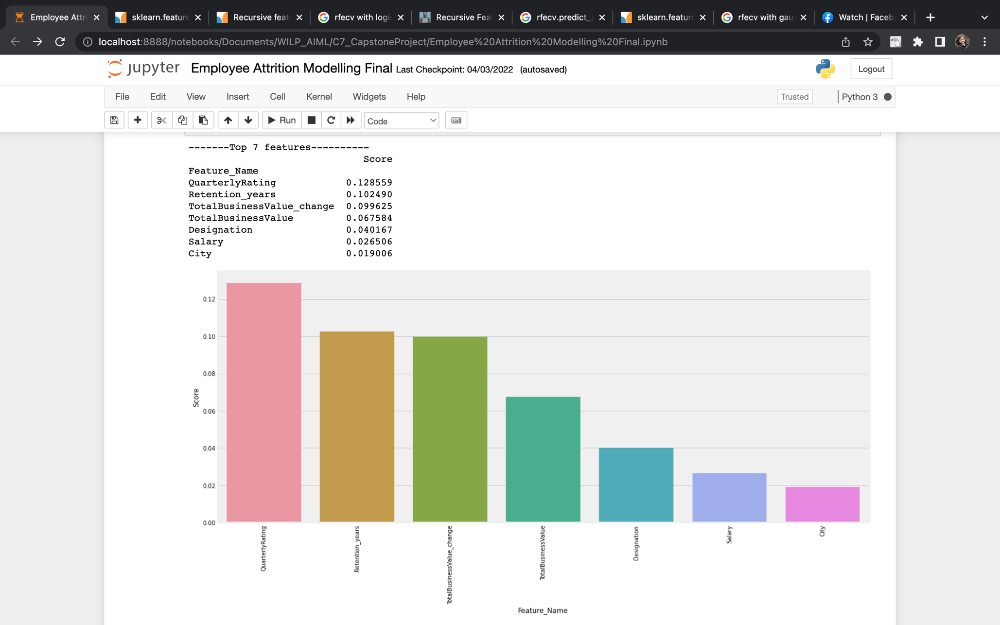 Employee Attri
sklearn.feature
Recursive feat
rfecv with logis
Recursive Fea
rfecv.predict_
sklearn.feature
rfecv with gau
Watch | Faceb
localhost:8888/notebooks/Documents/WILP_AIML/C7_CapstoneProject/Employee%20Attrition%20Modelling%20Final.ipynb
jupyter Employee Attrition Modelling Final Last Checkpoint: 04/03/2022 (autosaved)
Logout
File Edit View Insert Cell Kernel Widgets Help
Trusted
Python 3
Run
Code
-------Top 7 features----------
Score
Feature_Name
QuarterlyRating 0.128559
Retention_years 0.102490
TotalBusinessValue_change 0.099625
TotalBusinessValue 0.067584
Designation 0.040167
Salary 0.026506
City 0.019006
0.12
0.10
0.08
0.06
0.04
0.02
0.00
Score
QuarterlyRating
Retention_years
TotalBusinessValue_change
TotalBusinessValue
Designation
Salary
City
Feature_Name